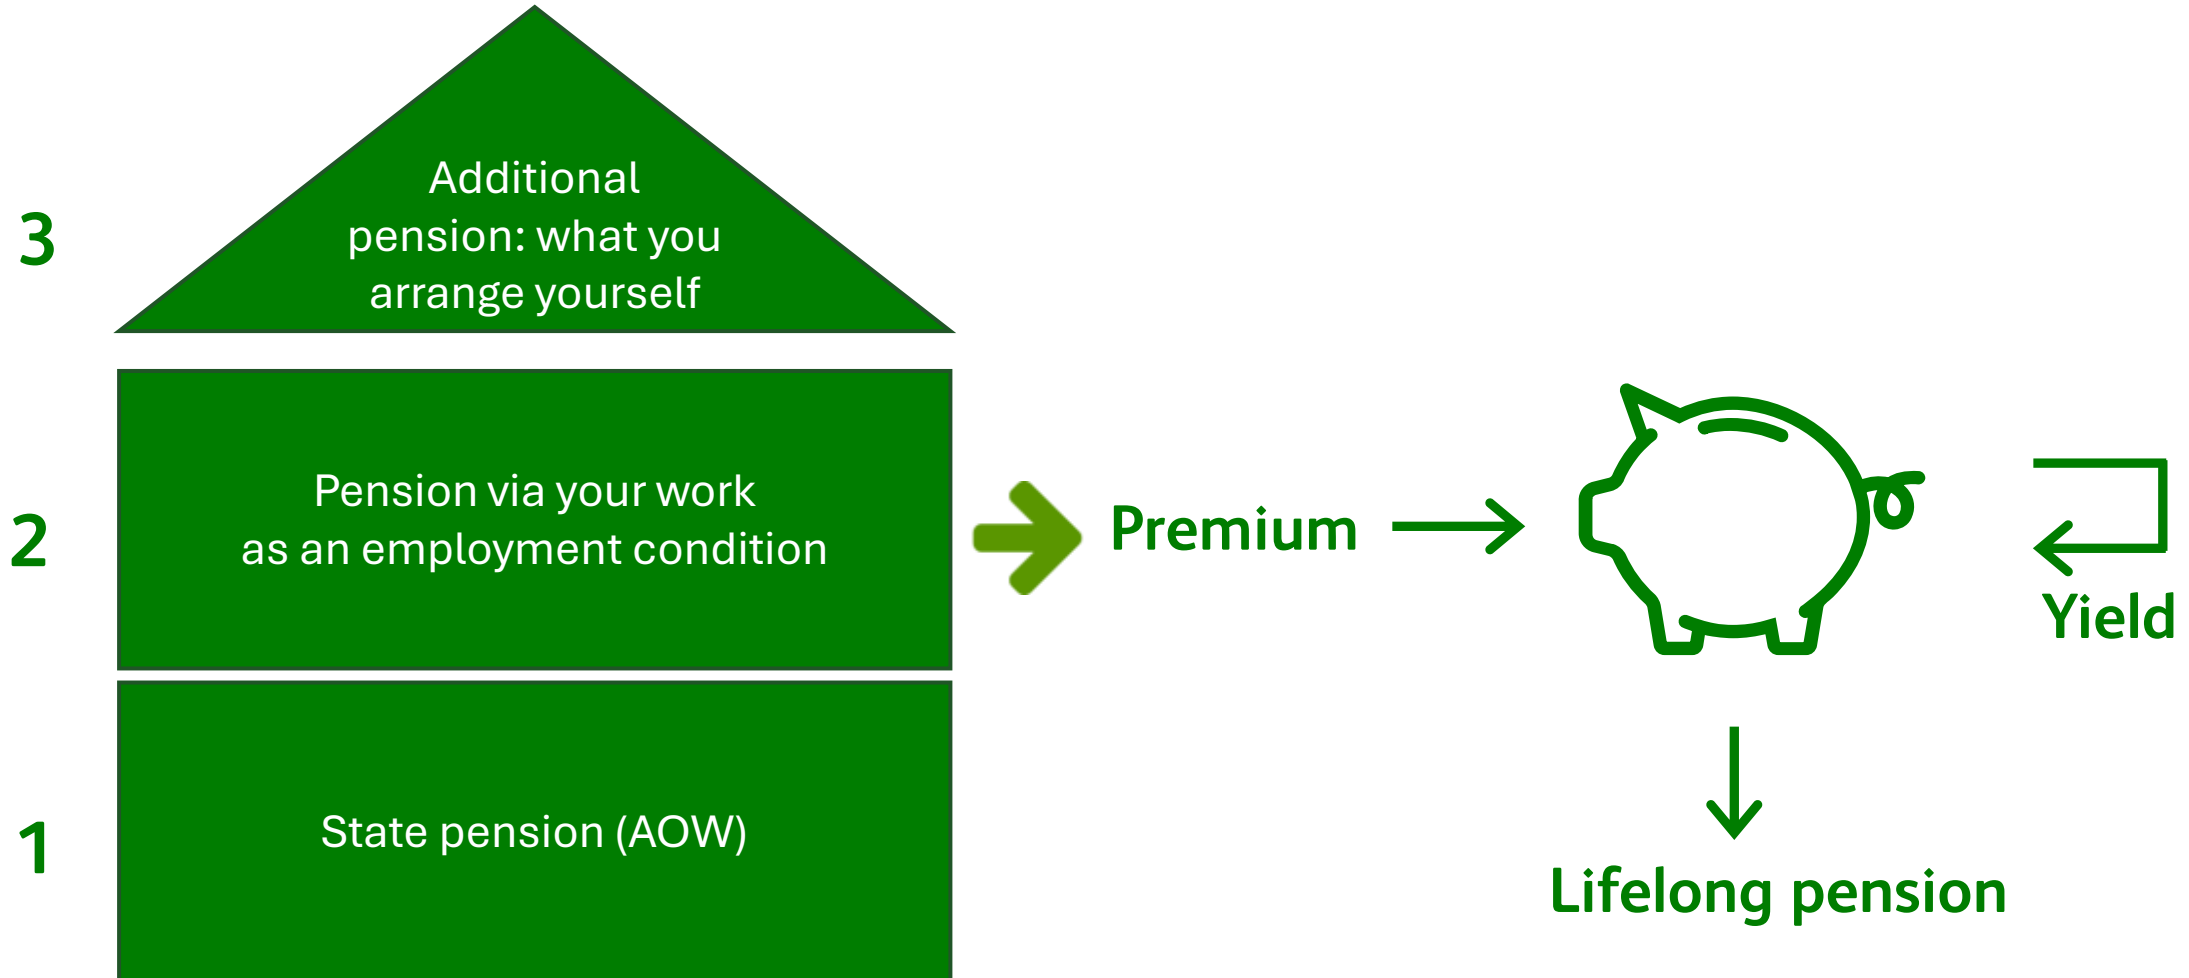 3
Additional
pension: what you
arrange yourself
2
Pension via your work
as an employment condition
Premium
Yield
1
State pension (AOW)
Lifelong pension